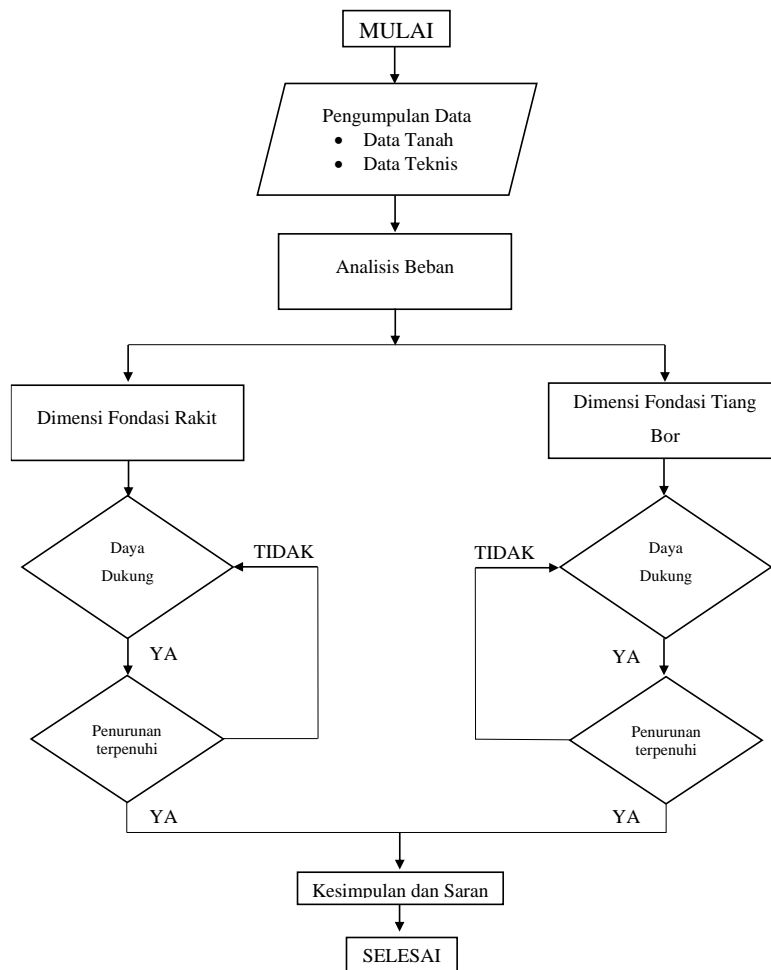 MULAI
Pengumpulan Data
• Data Tanah
• Data Teknis
Analisis Beban
Dimensi Fondasi Rakit
Dimensi Fondasi Tiang
Bor
Daya
Dukung
TIDAK
TIDAK
Daya
Dukung
YA
YA
Penurunan
terpenuhi
Penurunan
terpenuhi
YA
YA
Kesimpulan dan Saran
SELESAI